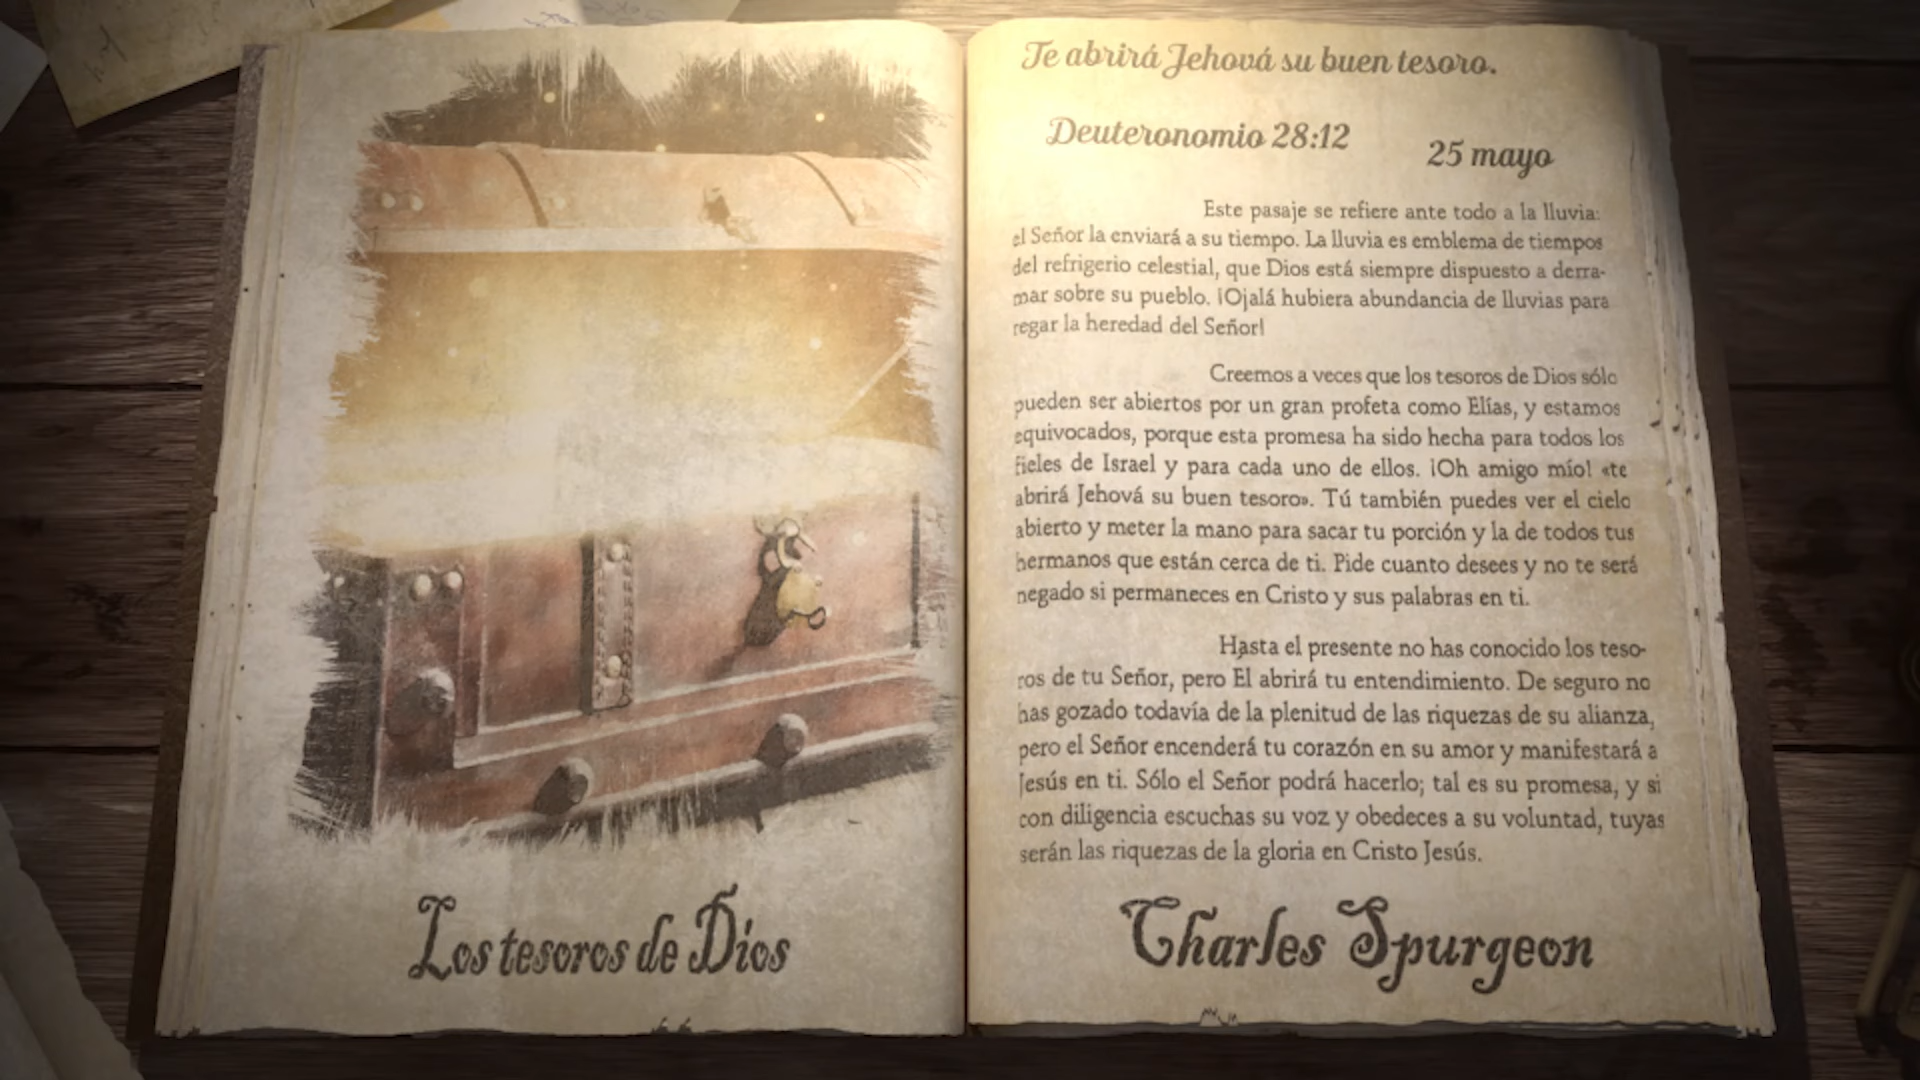 Los tesoros de Dios
Te abrirá Jehová su buen tesoro.
Deuteronomio 28:12
25 mayo
Este pasaje se refiere ante todo a la lluvia:
el Señor la enviará a su tiempo. La lluvia es emblema de tiempos
del refrigerio celestial, que Dios está siempre dispuesto a derra-
mar sobre su pueblo. ¡Ojalá hubiera abundancia de lluvias para
regar la heredad del Señor!
Creemos a veces que los tesoros de Dios sólo
pueden ser abiertos por un gran profeta como Elías, y estamos
equivocados, porque esta promesa ha sido hecha para todos los
fieles de Israel y para cada uno de ellos. ¡Oh amigo mío! «te
abrirá Jehová su buen tesoro». Tú también puedes ver el cielo
abierto y meter la mano para sacar tu porción y la de todos tus
hermanos que están cerca de ti. Pide cuanto desees y no te será
negado si permaneces en Cristo y sus palabras en ti.
Hasta el presente no has conocido los teso-
ros de tu Señor, pero El abrirá tu entendimiento. De seguro no
has gozado todavía de la plenitud de las riquezas de su alianza,
pero el Señor encenderá tu corazón en su amor y manifestará a
Jesús en ti. Sólo el Señor podrá hacerlo; tal es su promesa, y si
con diligencia escuchas su voz y obedeces a su voluntad, tuyas
serán las riquezas de la gloria en Cristo Jesús.
Charles Spurgeon